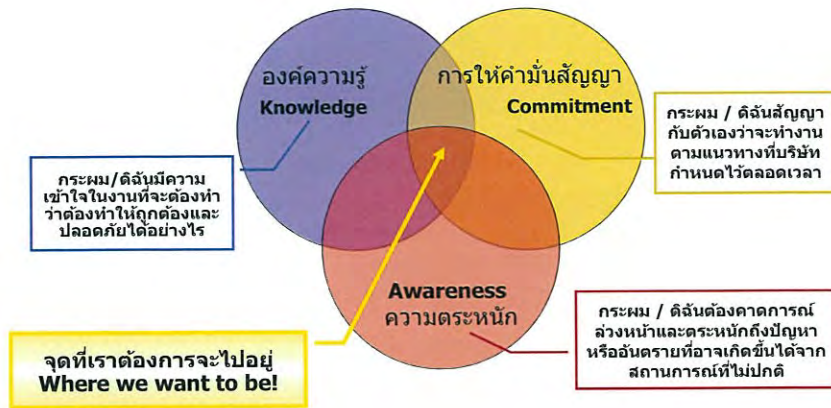 องค์ความรู้
Knowledge
การให้คำมั่นสัญญา
Commitment
กระผม / ดิฉันสัญญา
กับตัวเองว่าจะทำงาน
ตามแนวทางที่บริษัท
กำหนดไว้ตลอดเวลา
กระผม/ดิฉันมีความ
เข้าใจในงานที่จะต้องทำ
ว่าต้องทำให้ถูกต้องและ
ปลอดภัยได้อย่างไร
Awareness
ความตระหนัก
กระผม / ดิฉันต้องคาดการณ์
ล่วงหน้าและตระหนักถึงปัญหา
หรืออันตรายที่อาจเกิดขึ้นได้จาก
สถานการณ์ที่ไม่ปกติ
จุดที่เราต้องการจะไปอยู่
Where we want to be!